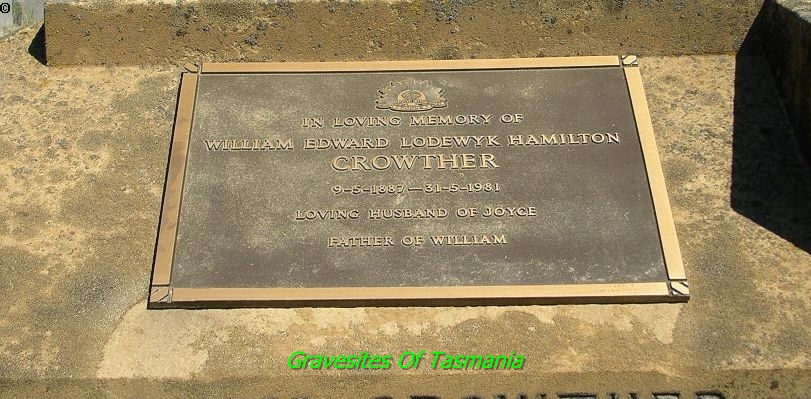 ©
IN LOVING MEMORY OF
WILLIAM EDWARD LODEWYK HAMILTON
CROWTHER
9-5-1887—31-5-1981
LOVING HUSBAND OF JOYCE
FATHER OF WILLIAM
Gravesites Of Tasmania
CROWTHER